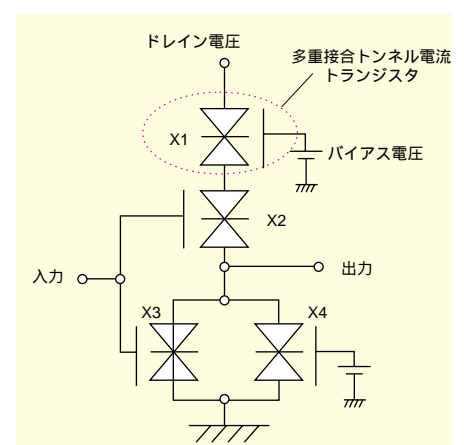 ドレイン電圧
多重接合トンネル電流
トランジスタ
X1
バイアス電圧
X2
入力
出力
X3
X4